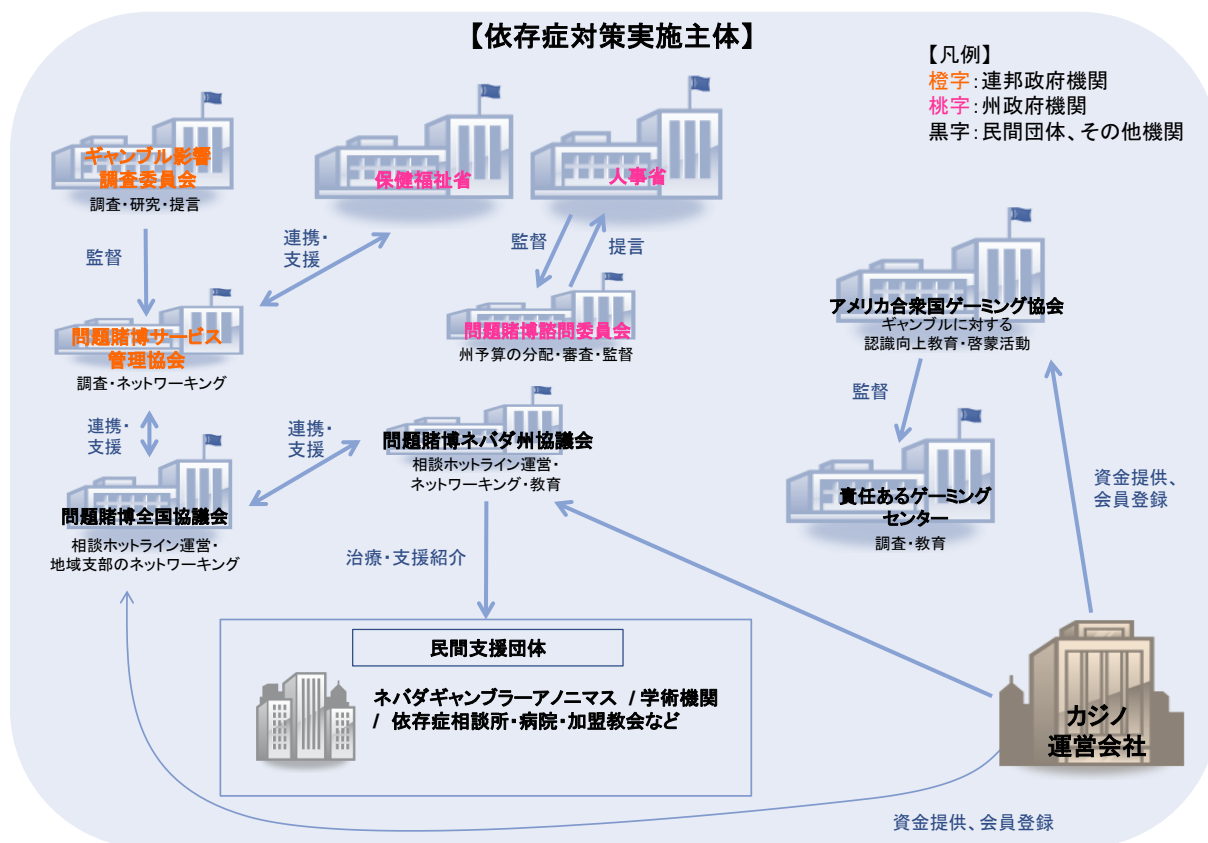 【依存症対策実施主体】
【凡例】
橙字：連邦政府機関
桃字：州政府機関
黒字：民間団体、その他機関
ギャンブル影響
調査委員会
調査・研究・提言
保健福祉省
人事省
監督
連携・
支援
監督
提言
問題賭博サービス
管理協会
調査・ネットワーキング
問題賭博諮問委員会
州予算の分配・審査・監督
アメリカ合衆国ゲーミング協会
ギャンブルに対する
認識向上教育・啓蒙活動
監督
連携・
支援
連携・
支援
問題賭博ネバダ州協議会
相談ホットライン運営・
ネットワーキング・教育
問題賭博全国協議会
相談ホットライン運営・
地域支部のネットワーキング
責任あるゲーミング
センター
調査・教育
資金提供、
会員登録
治療・支援紹介
民間支援団体
ネバダギャンブラーアノニマス / 学術機関
/ 依存症相談所・病院・加盟教会など
カジノ
運営会社
資金提供、会員登録